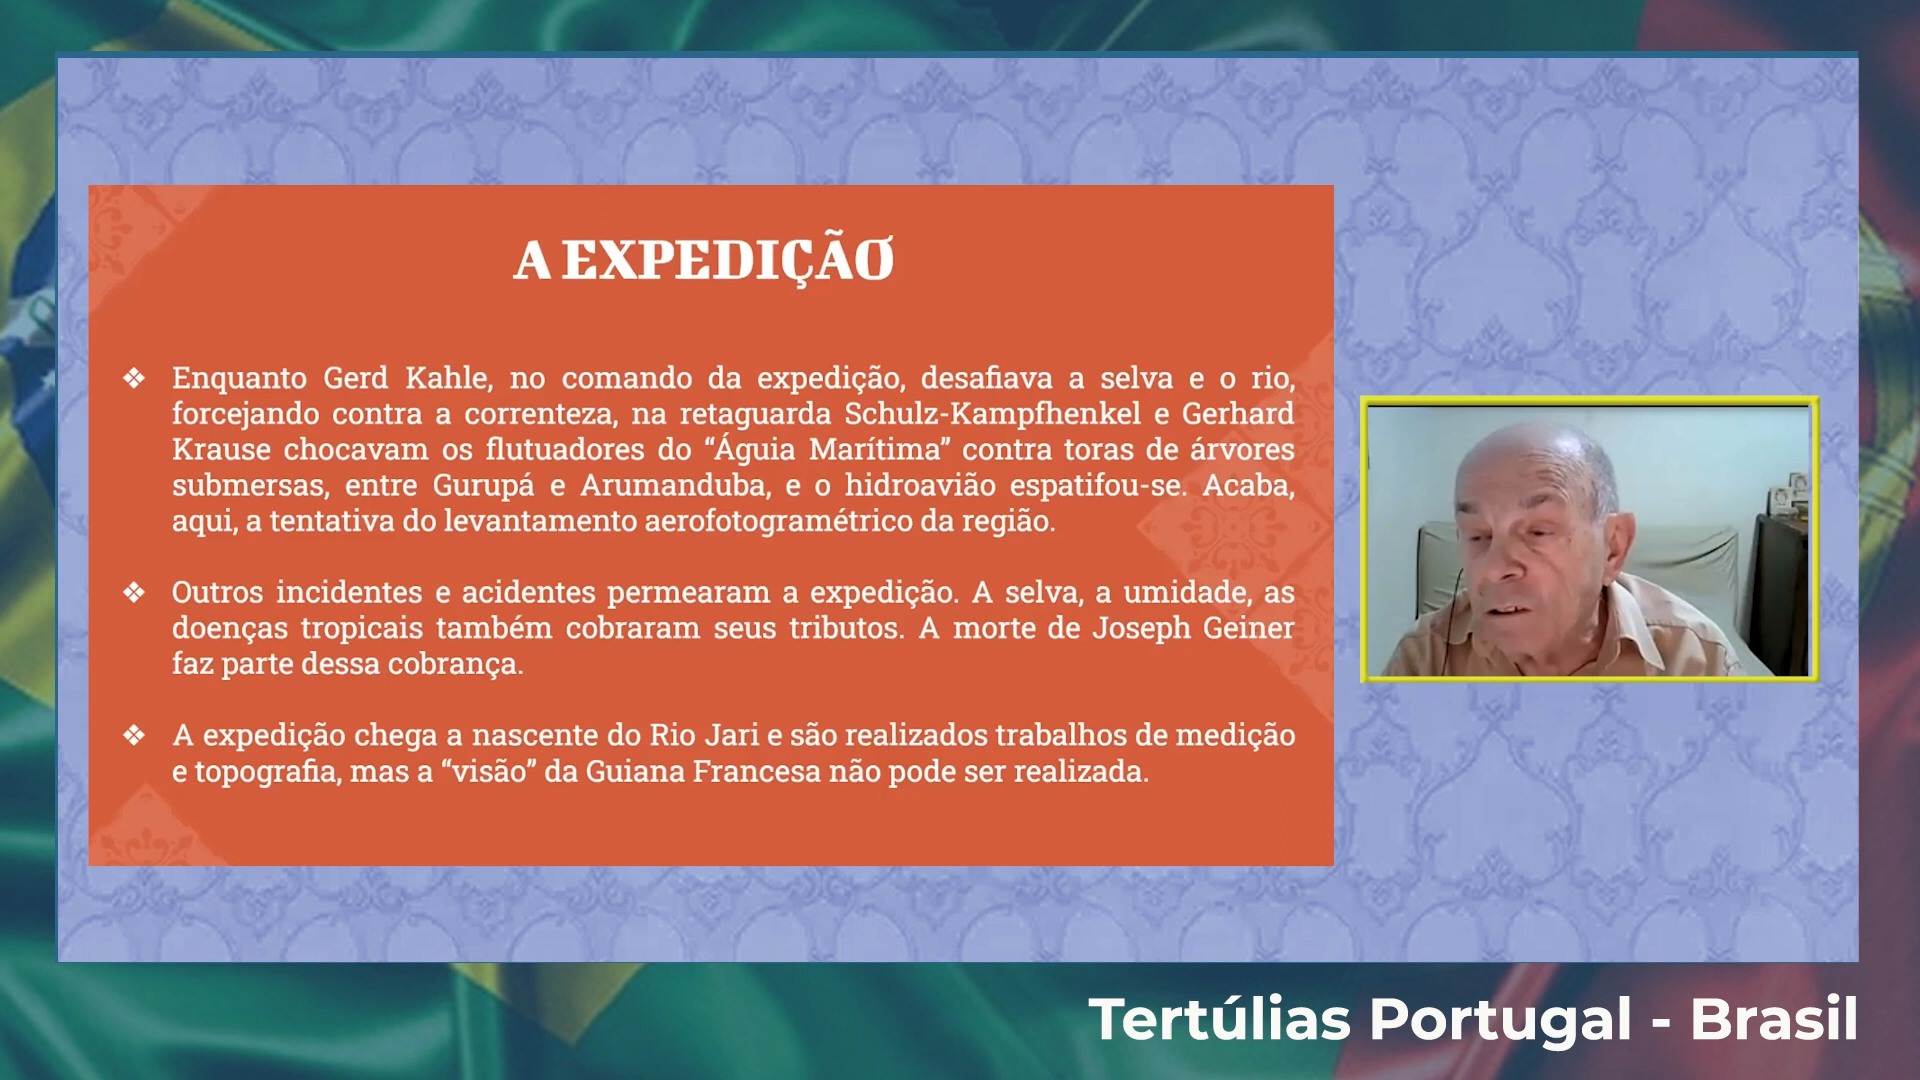 A EXPEDIÇÃO
❖ Enquanto Gerd Kahle, no comando da expedição, desafiava a selva e o rio,
forcejando contra a correnteza, na retaguarda Schulz-Kampfhenkel e Gerhard
Krause chocavam os flutuadores do “Águia Marítima” contra toras de árvores
submersas, entre Gurupá e Arumanduba, e o hidroavião espatifou-se. Acaba,
aqui, a tentativa do levantamento aerofotogramétrico da região.
❖ Outros incidentes e acidentes permearam a expedição. A selva, a umidade, as
doenças tropicais também cobraram seus tributos. A morte de Joseph Geiner
faz parte dessa cobrança.
❖ A expedição chega a nascente do Rio Jari e são realizados trabalhos de medição
e topografia, mas a “visão” da Guiana Francesa não pode ser realizada.
Tertúlias Portugal - Brasil